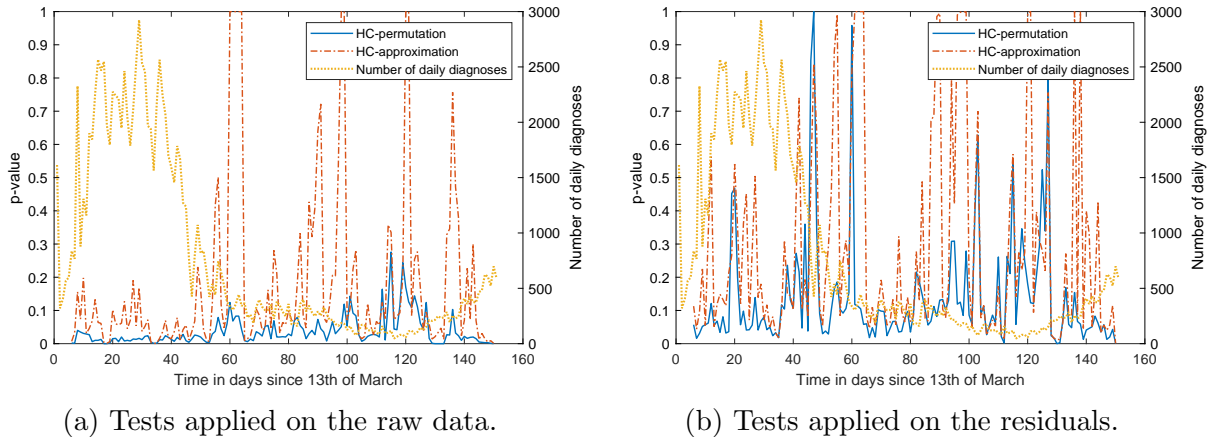 1
0.9
0.8
0.7
0.6
0.5
0.4
0.3
0.2
0.1
0
p-value
HC-permutation
HC-approximation
Number of daily diagnoses
3000
2500
2000
1500
1000
500
0
Number of daily diagnoses
0 20 40 60 80 100 120 140 160
Time in days since 13th of March
(a) Tests applied on the raw data.
1
0.9
0.8
0.7
0.6
0.5
0.4
0.3
0.2
0.1
0
p-value
HC-permutation
HC-approximation
Number of daily diagnoses
3000
2500
2000
1500
1000
500
0
Number of daily diagnoses
0 20 40 60 80 100 120 140 160
Time in days since 13th of March
(b) Tests applied on the residuals.